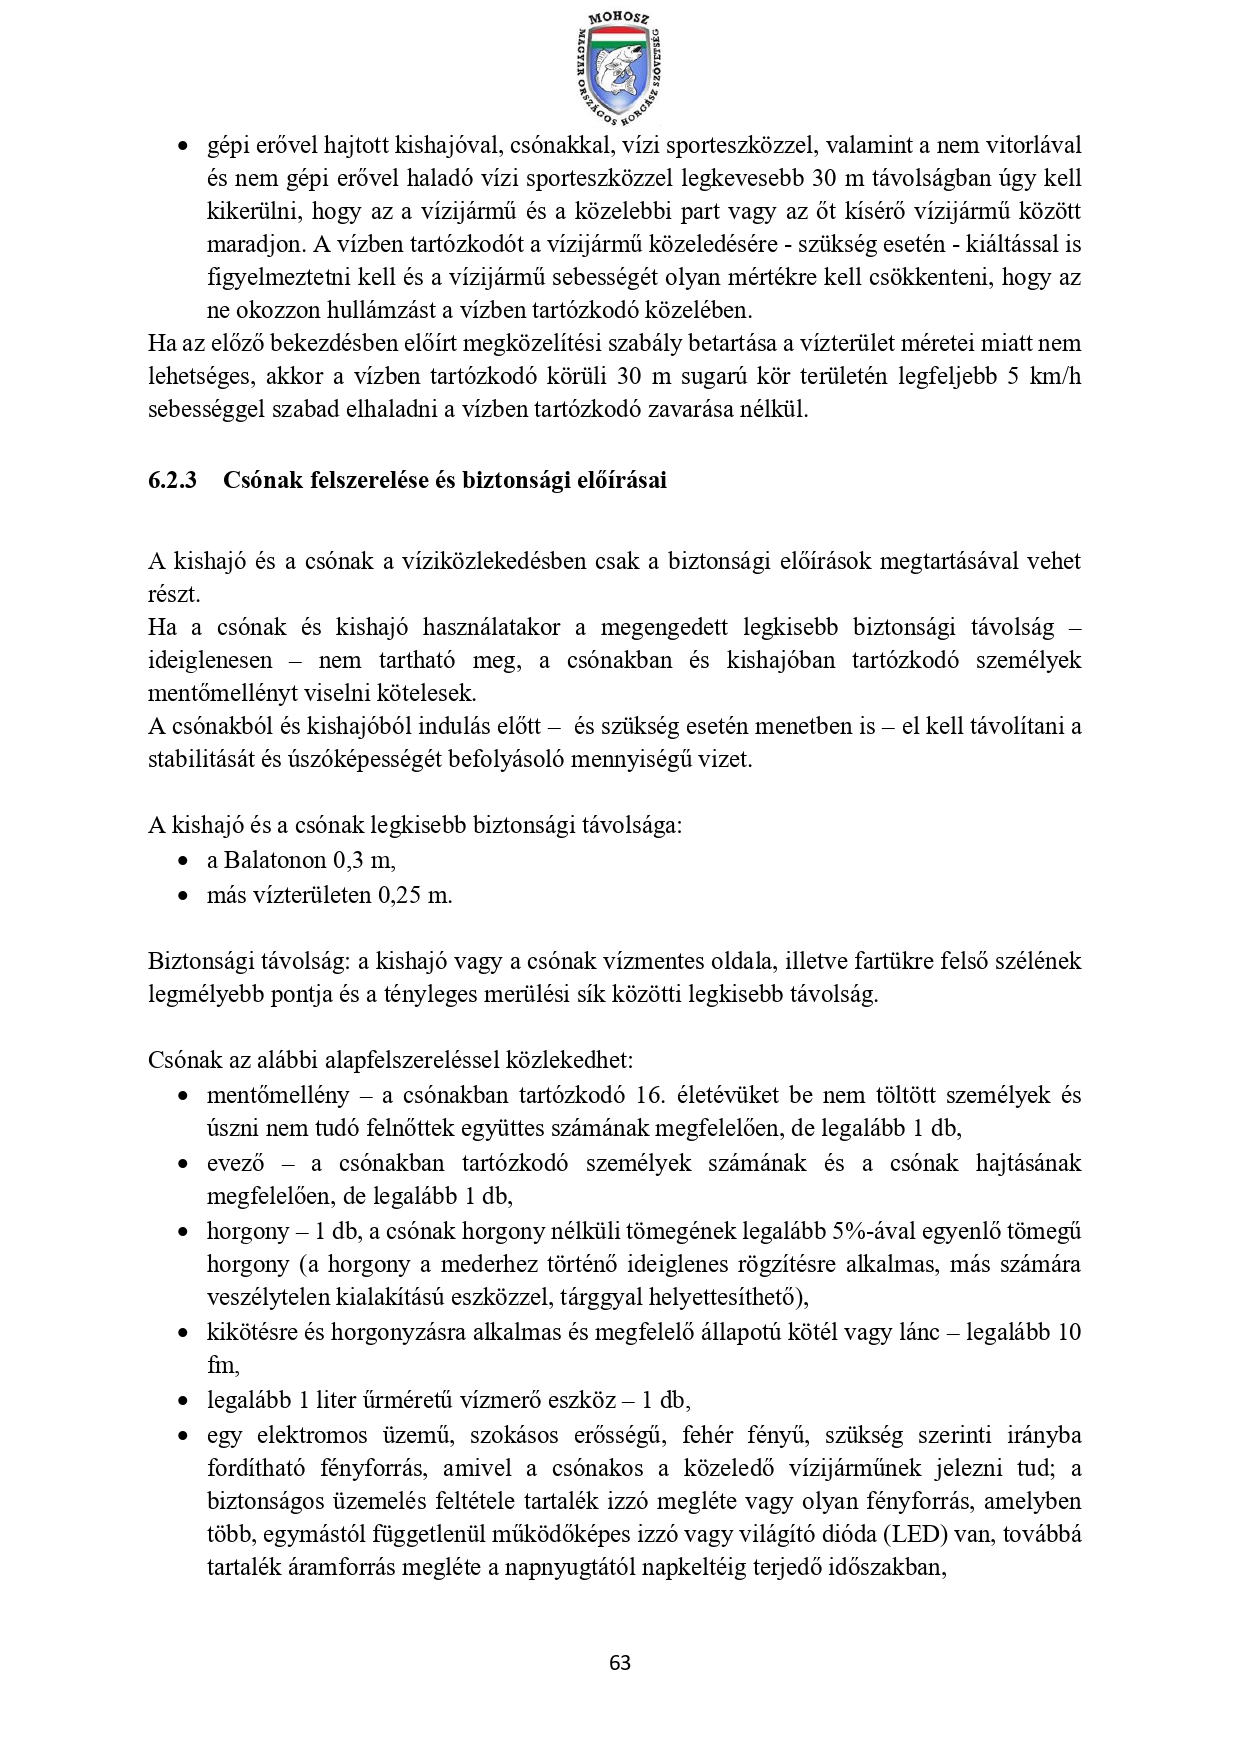 MOHOSZ
MAGYAR ORSZÁGOS HORGÁSZ SZÖVETSÉG
• gépi erővel hajtott kishajóval, csónakkal, vízi sporteszközzel, valamint a nem vitorlával
és nem gépi erővel haladó vízi sporteszközzel legkevesebb 30 m távolságban úgy kell
kikerülni, hogy az a vízijármű és a közelebbi part vagy az őt kísérő vízijármű között
maradjon. A vízben tartózkodót a vízijármű közeledésére - szükség esetén - kiáltással is
figyelmeztetni kell és a vízijármű sebességét olyan mértékre kell csökkenteni, hogy az
ne okozzon hullámzást a vízben tartózkodó közelében.
Ha az előző bekezdésben előírt megközelítési szabály betartása a vízterület méretei miatt nem
lehetséges, akkor a vízben tartózkodó körüli 30 m sugarú kör területén legfeljebb 5 km/h
sebességgel szabad elhaladni a vízben tartózkodó zavarása nélkül.
6.2.3 Csónak felszerelése és biztonsági előírásai
A kishajó és a csónak a víziközlekedésben csak a biztonsági előírások megtartásával vehet
részt.
Ha a csónak és kishajó használatakor a megengedett legkisebb biztonsági távolság –
ideiglenesen – nem tartható meg, a csónakban és kishajóban tartózkodó személyek
mentőmellényt viselni kötelesek.
A csónakból és kishajóból indulás előtt – és szükség esetén menetben is – el kell távolítani a
stabilitását és úszóképességét befolyásoló mennyiségű vizet.
A kishajó és a csónak legkisebb biztonsági távolsága:
• a Balatonon 0,3 m,
• más vízterületen 0,25 m.
Biztonsági távolság: a kishajó vagy a csónak vízmentes oldala, illetve fartükre felső szélének
legmélyebb pontja és a tényleges merülési sík közötti legkisebb távolság.
Csónak az alábbi alapfelszereléssel közlekedhet:
• mentőmellény – a csónakban tartózkodó 16. életévüket be nem töltött személyek és
úszni nem tudó felnőttek együttes számának megfelelően, de legalább 1 db,
• evező – a csónakban tartózkodó személyek számának és a csónak hajtásának
megfelelően, de legalább 1 db,
• horgony – 1 db, a csónak horgony nélküli tömegének legalább 5%-ával egyenlő tömegű
horgony (a horgony a mederhez történő ideiglenes rögzítésre alkalmas, más számára
veszélytelen kialakítású eszközzel, tárggyal helyettesíthető),
• kikötésre és horgonyzásra alkalmas és megfelelő állapotú kötél vagy lánc – legalább 10
fm,
• legalább 1 liter űrméretű vízmerő eszköz – 1 db,
• egy elektromos üzemű, szokásos erősségű, fehér fényű, szükség szerinti irányba
fordítható fényforrás, amivel a csónakos a közeledő vízijárműnek jelezni tud; a
biztonságos üzemelés feltétele tartalék izzó megléte vagy olyan fényforrás, amelyben
több, egymástól függetlenül működőképes izzó vagy világító dióda (LED) van, továbbá
tartalék áramforrás megléte a napnyugtától napkeltéig terjedő időszakban,
63